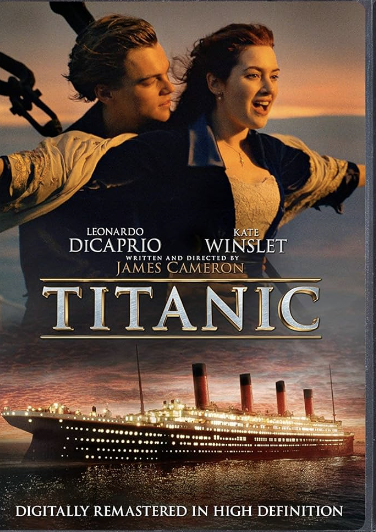 LEONARDO
DiCAPRIO
KATE
WINSLET
WRITTEN AND DIRECTED BY
JAMES CAMERON
TITANIC
DIGITALLY REMASTERED IN HIGH DEFINITION